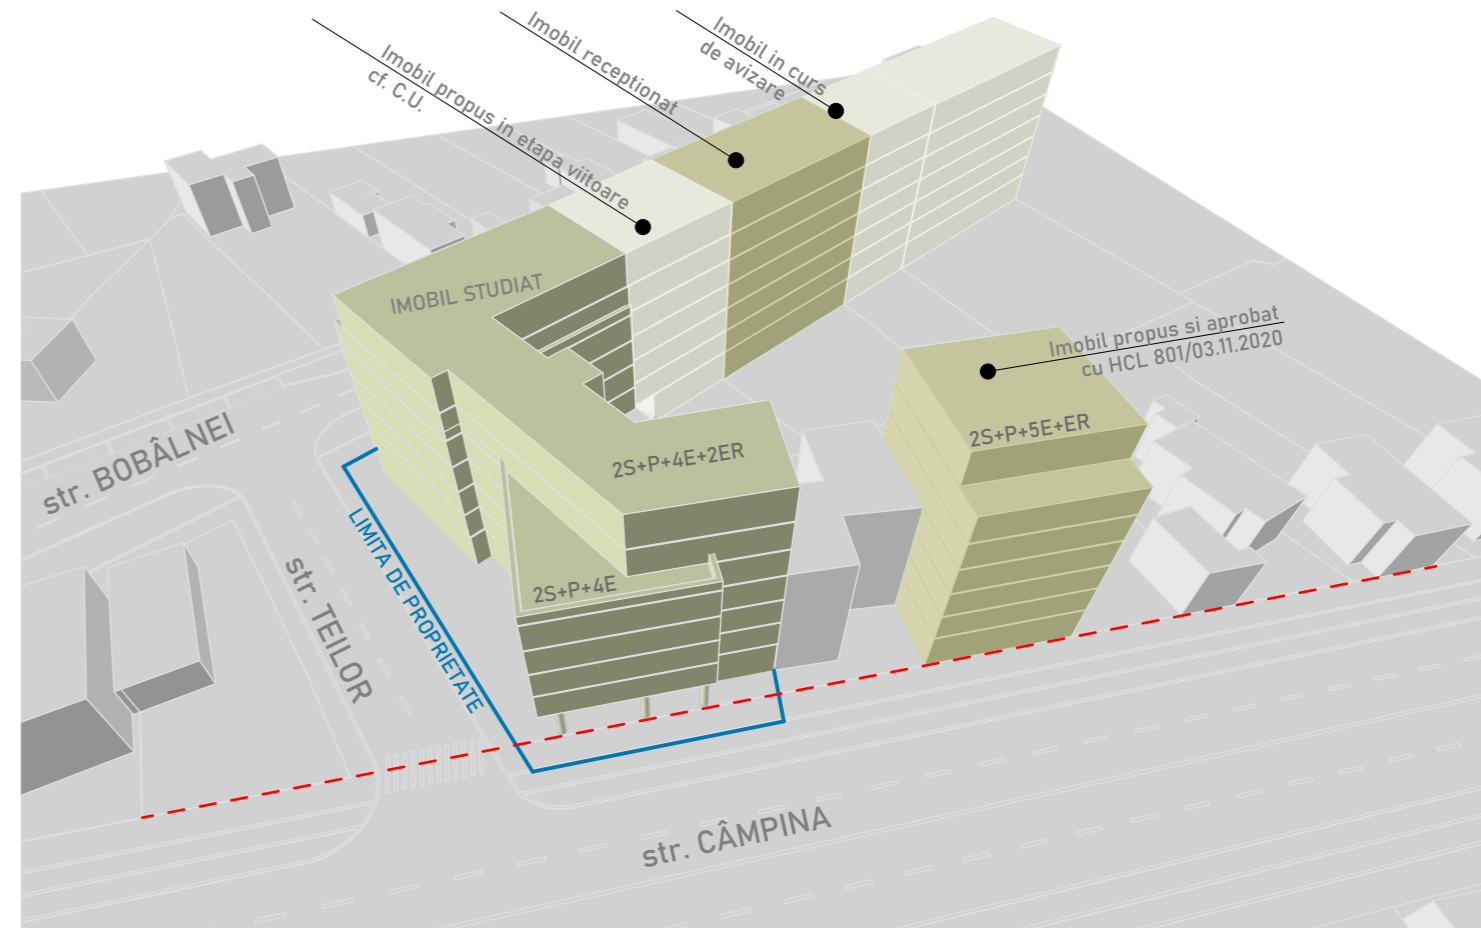 Imobil propus in etapa viitoare
cf. C.U.
Imobil receptionat
Imobil in curs
de avizare
IMOBIL STUDIAT
Imobil propus si aprobat
cu HCL 801/03.11.2020
2S+P+5E+ER
2S+P+4E+2ER
2S+P+4E
str. BOBÂLNEI
LIMITA DE PROPRIETATE
str. TEILOR
str. CÂMPINA